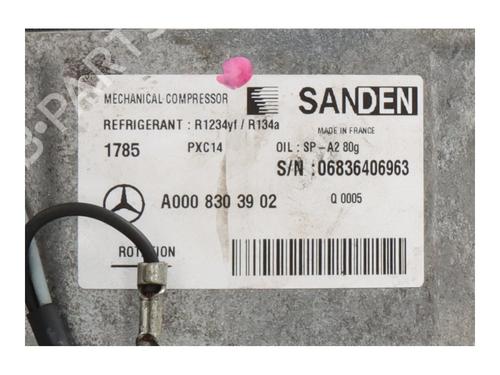 MECHANICAL COMPRESSOR
SANDEN
REFRIGERANT : R1234yf / R134a
MADE IN FRANCE
1785 PXC14 OIL : SP-A2 80g
S/N : 06836406963
A000 830 39 02 Q 0005